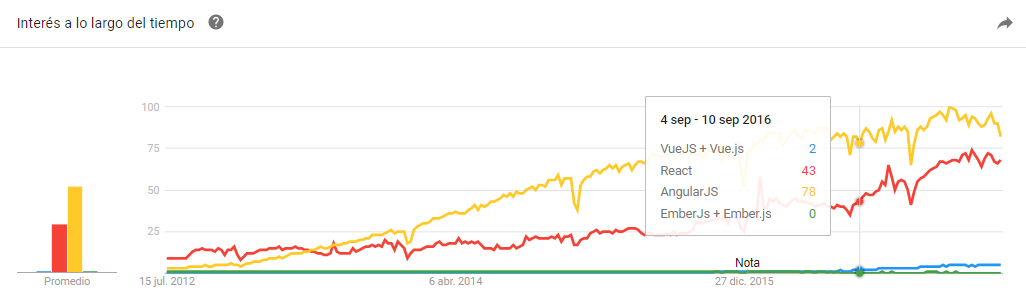 Interés a lo largo del tiempo ?
100
75
50
25
4 sep - 10 sep 2016
VueJS + Vue.js 2
React 43
AngularJS 78
EmberJs + Ember.js 0
Nota
Promedio
15 jul. 2012
6 abr. 2014
27 dic. 2015